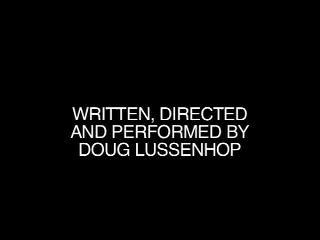 WRITTEN, DIRECTED
AND PERFORMED BY
DOUG LUSSENHOP